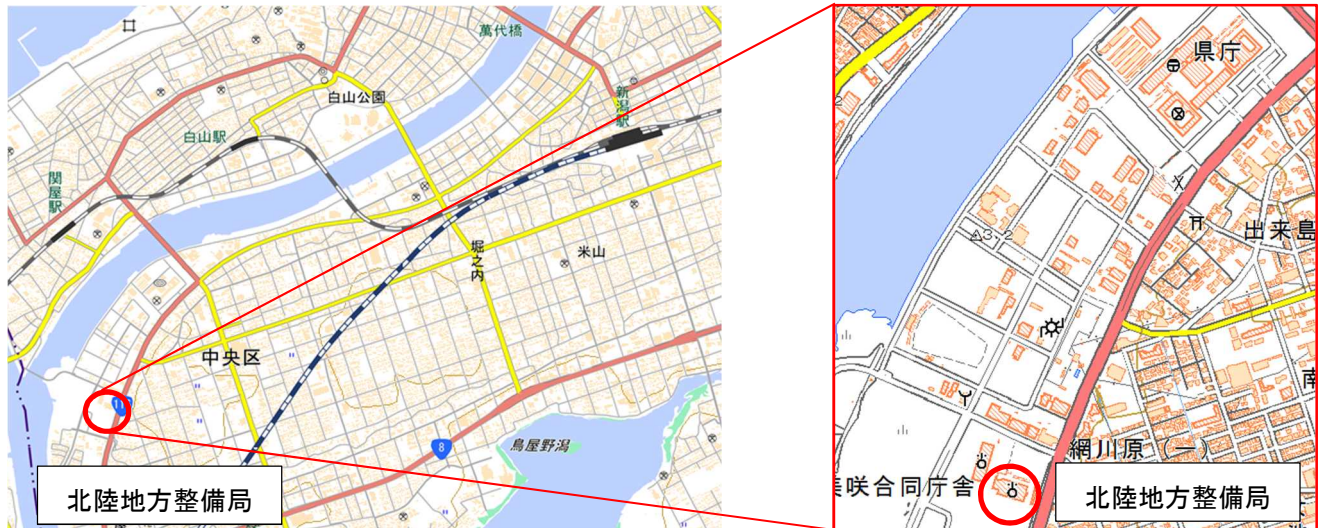 萬代橋
白山公園
新潟駅
白山駅
関屋駅
堀之内
米山
中央区
鳥屋野潟
8
北陸地方整備局
県庁
出来島
3.2
網川原(一)
美咲合同庁舎
北陸地方整備局